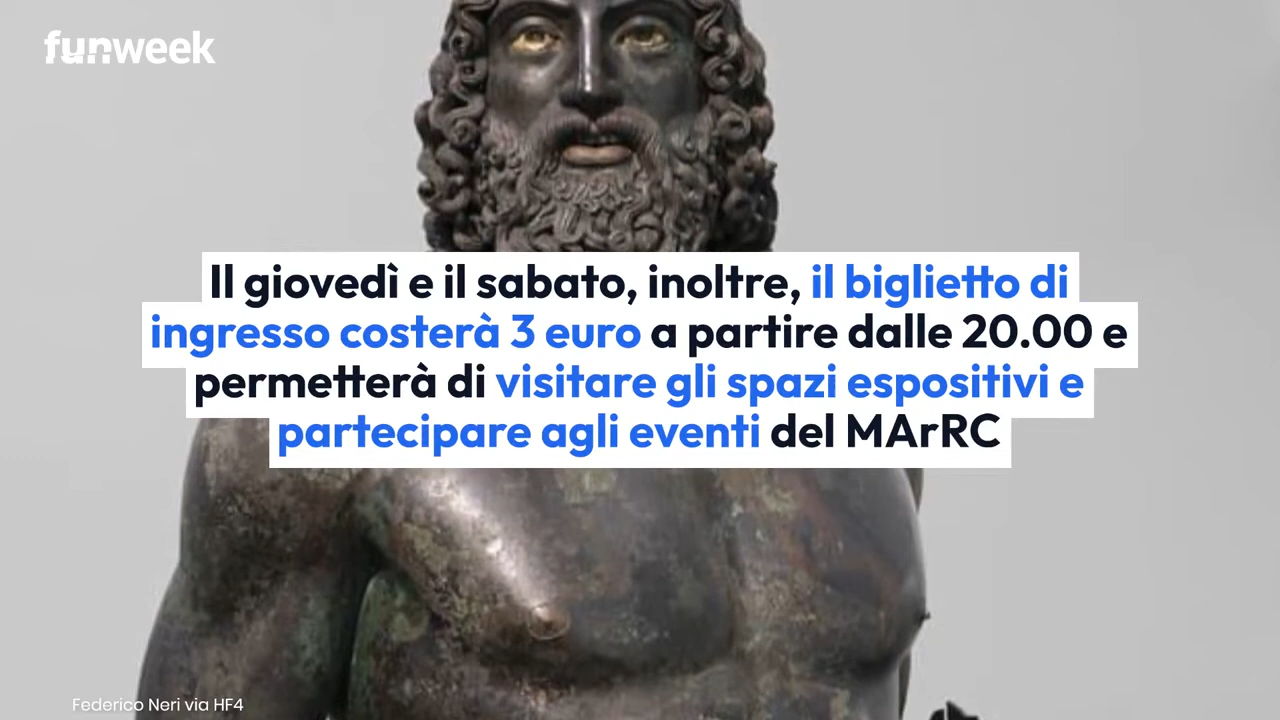 funweek
Il giovedì e il sabato, inoltre, il biglietto di
ingresso costerà 3 euro a partire dalle 20.00 e
permetterà di visitare gli spazi espositivi e
partecipare agli eventi del MArRC
Federico Neri via HF4